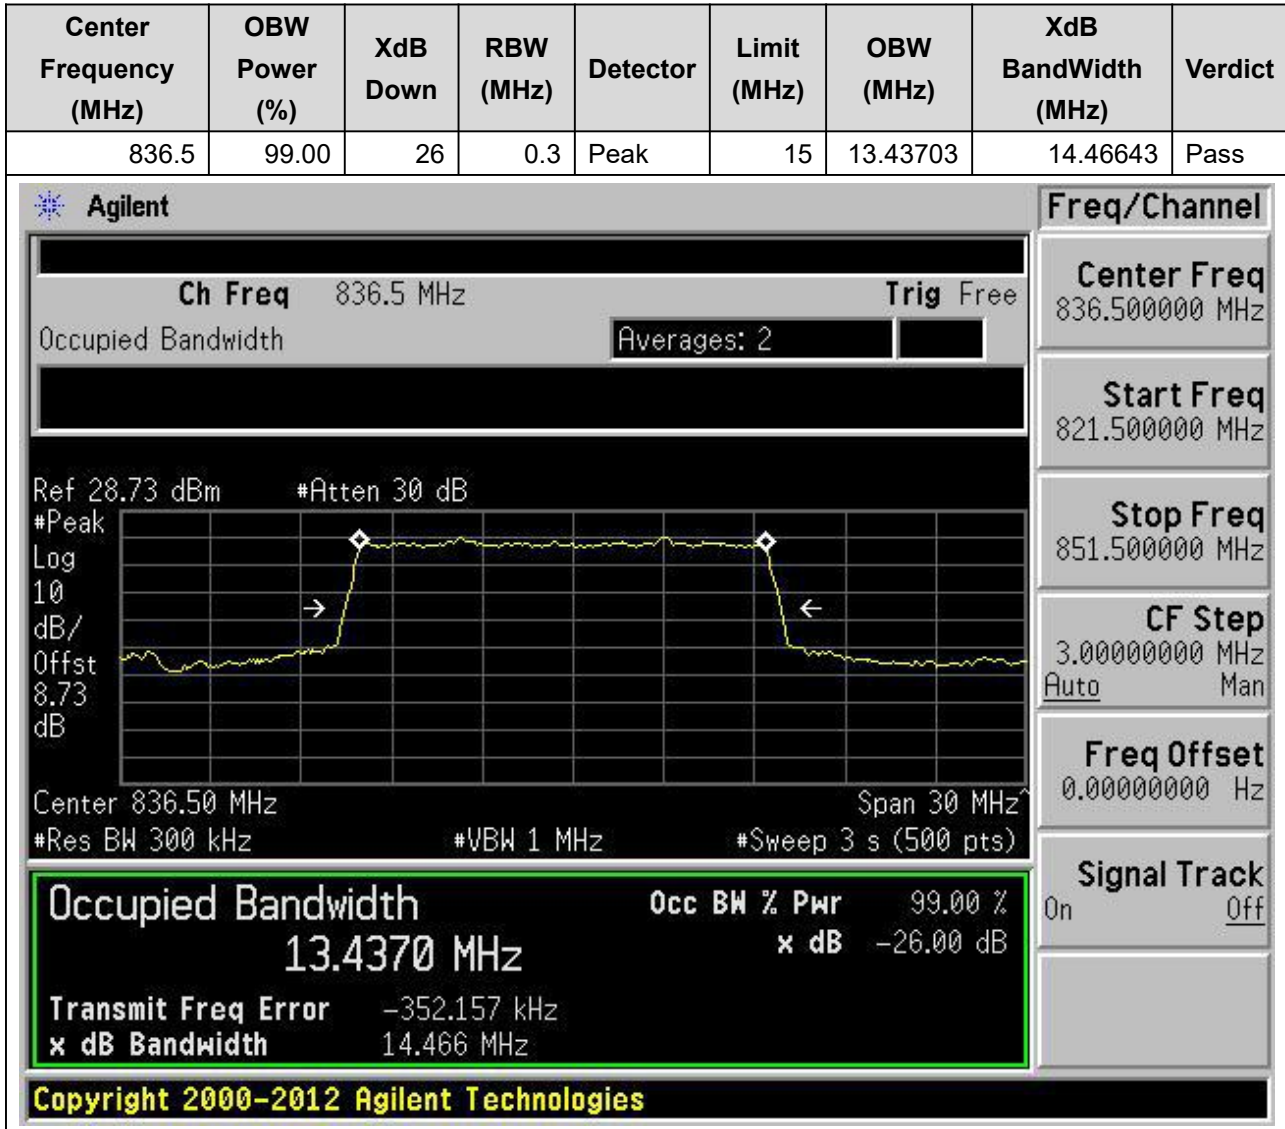 Center Frequency (MHz) | OBW Power (%) | XdB Down | RBW (MHz) | Detector | Limit (MHz) | OBW (MHz) | XdB BandWidth (MHz) | Verdict
836.5 | 99.00 | 26 | 0.3 | Peak | 15 | 13.43703 | 14.46643 | Pass
Agilent
Freq/Channel
Ch Freq 836.5 MHz Trig Free
Occupied Bandwidth Averages: 2
Center Freq
836.500000 MHz
Start Freq
821.500000 MHz
Stop Freq
851.500000 MHz
CF Step
3.00000000 MHz
Auto Man
Freq Offset
0.00000000 Hz
Signal Track
On Off
Ref 28.73 dBm #Atten 30 dB
#Peak
Log
10
dB/
Offst
8.73
dB
Center 836.50 MHz Span 30 MHz^
#Res BW 300 kHz #VBW 1 MHz #Sweep 3 s (500 pts)
Occupied Bandwidth Occ BW % Pwr 99.00 %
13.4370 MHz x dB -26.00 dB
Transmit Freq Error -352.157 kHz
x dB Bandwidth 14.466 MHz
Copyright 2000-2012 Agilent Technologies